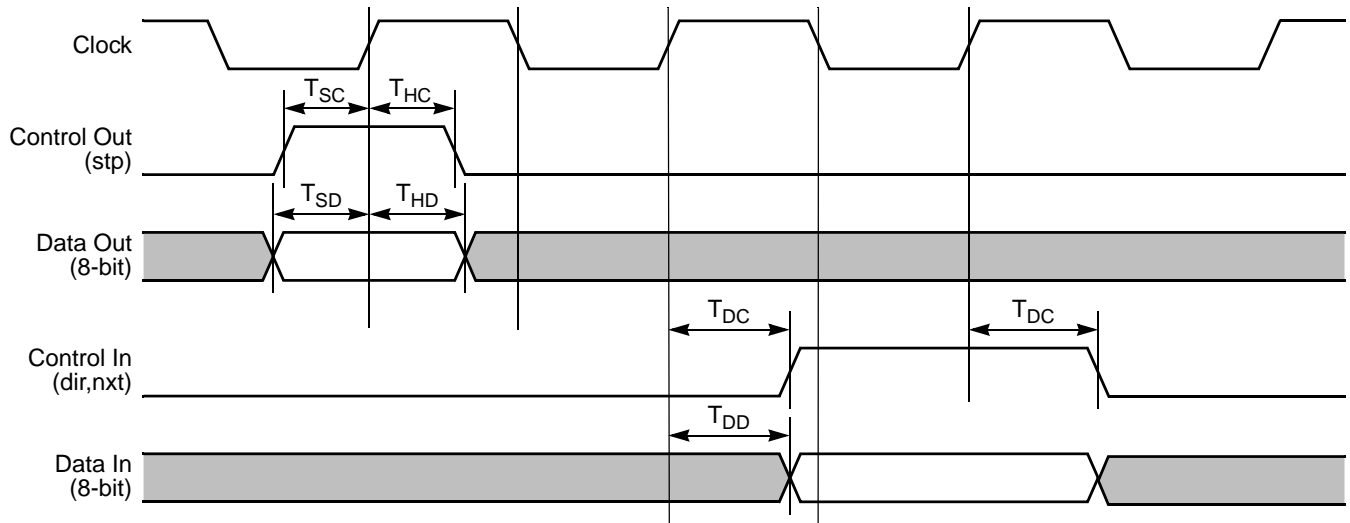 Clock
T_SC
T_HC
Control Out
(stp)
T_SD
T_HD
Data Out
(8-bit)
T_DC
T_DC
Control In
(dir,nxt)
T_DD
Data In
(8-bit)